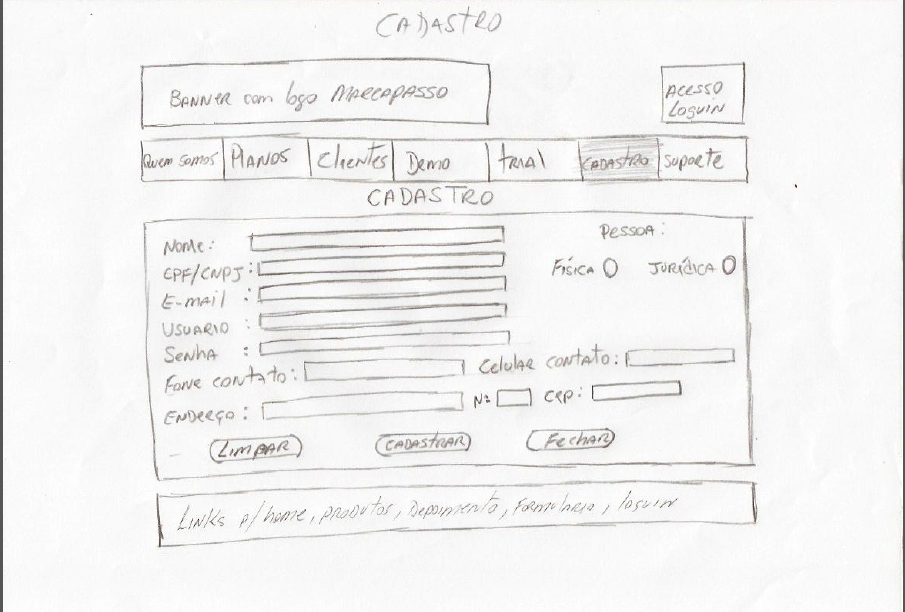 CADASTRO
BANNER com logo MARCAPASSO
ACESSO
LOGUIN
Quem Somos PLANOS Clientes Demo TRIAL CADASTRO SUPORTE
CADASTRO
Nome: PESSOA:
CPF/CNPJ: FÍSICA JURÍDICA
E-mail:
USUARIO:
Senha:
Fone contato: Celular contato:
ENDERÇO: Nº: CEP:
LIMPAR CADASTRAR FECHAR
LINKS p/ home, PRODUTOS, Depoimento, Formulario, loguin